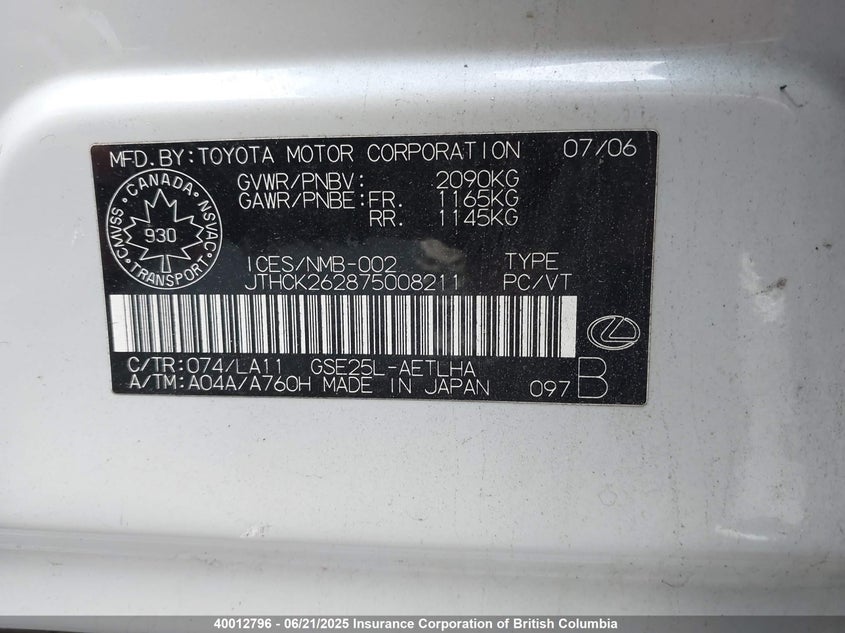 MFD.BY:TOYOTA MOTOR CORPORATION 07/06
GVWR/PNBV: 2090KG
GAWR/PNBE:FR. 1165KG
RR. 1145KG
CANADA
CMVSS NSVAC
930
TRANSPORT
ICES/NMB-002 TYPE
JTHCK262875008211 PC/VT
C/TR:074/LA11 GSE25L-AETLHA
A/TM:A04A/A760H MADE IN JAPAN 097 B
40012796 - 06/21/2025 Insurance Corporation of British Columbia